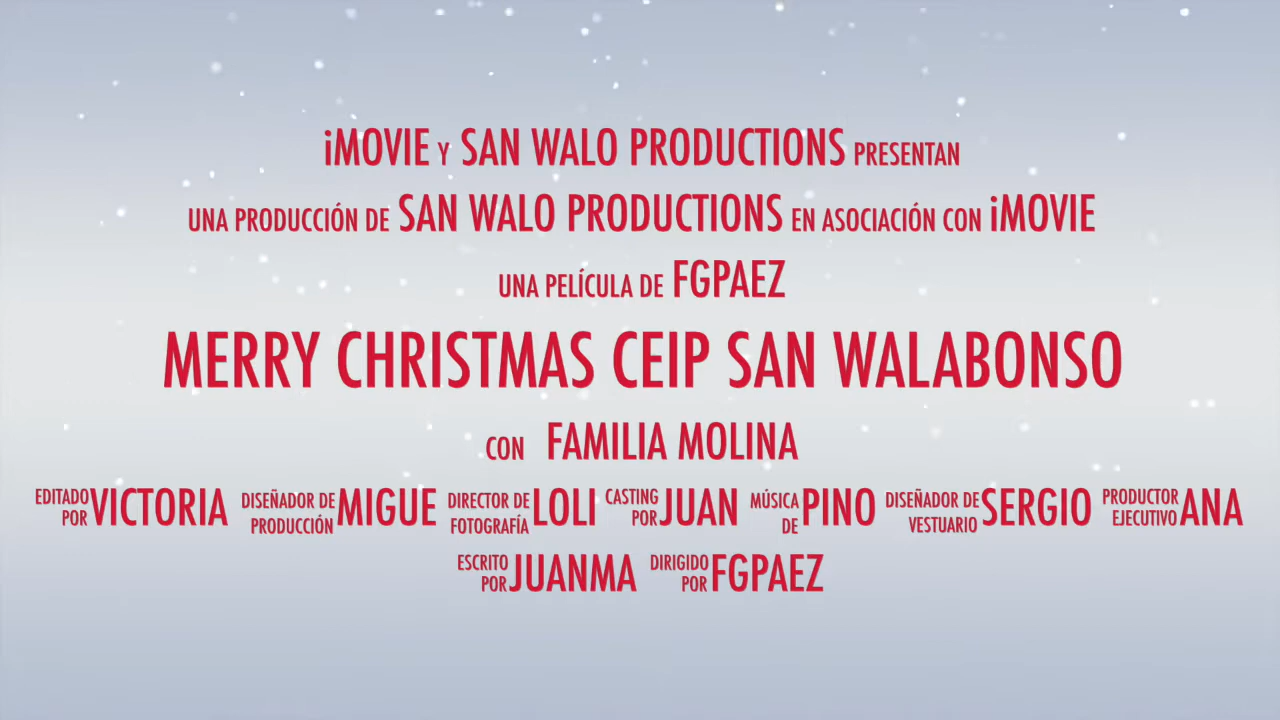 iMOVIE Y SAN WALO PRODUCTIONS PRESENTAN
UNA PRODUCCIÓN DE SAN WALO PRODUCTIONS EN ASOCIACIÓN CON iMOVIE
UNA PELÍCULA DE FGPAEZ
MERRY CHRISTMAS CEIP SAN WALABONSO
CON FAMILIA MOLINA
EDITADO POR VICTORIA DISEÑADOR DE PRODUCCIÓN MIGUE DIRECTOR DE FOTOGRAFÍA LOLI CASTING POR JUAN MÚSICA DE PINO DISEÑADOR DE VESTUARIO SERGIO PRODUCTOR EJECUTIVO ANA
ESCRITO POR JUANMA DIRIGIDO POR FGPAEZ